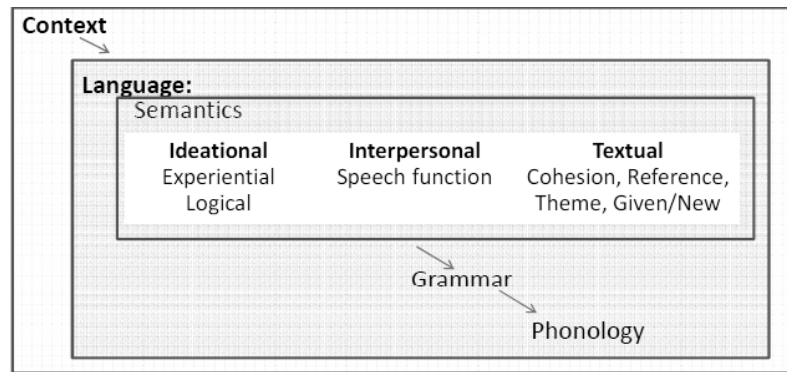 Context
Language:
Semantics
Ideational
Experiential
Logical
Interpersonal
Speech function
Textual
Cohesion, Reference,
Theme, Given/New
Grammar
Phonology